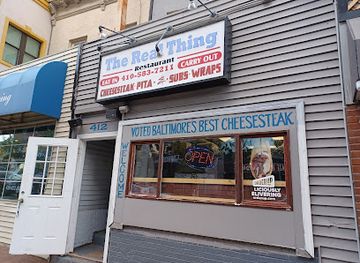 The Real Thing
Restaurant
EAT IN
CARRY OUT
410-583-7211
CHEESESTEAK · PITA · SUBS · WRAPS
412
VOTED BALTIMORE'S BEST CHEESESTEAK
WELCOME
OPEN
LICIOUSLY
ELIVERING